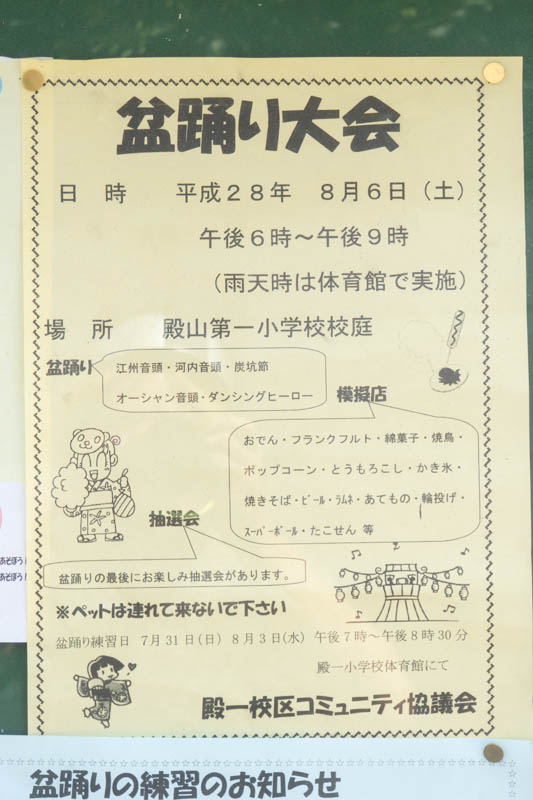 盆踊り大会
日　時　平成２８年　８月６日（土）
午後６時～午後９時
（雨天時は体育館で実施）
場　所　殿山第一小学校校庭
盆踊り
江州音頭・河内音頭・炭坑節
オーシャン音頭・ダンシングヒーロー
模擬店
おでん・フランクフルト・綿菓子・焼鳥・
ポップコーン・とうもろこし・かき氷・
焼きそば・ﾋﾞｰﾙ・ﾗﾑﾈ・あてもの・輪投げ・
ｽｰﾊﾟｰﾎﾞｰﾙ・たこせん 等
抽選会
盆踊りの最後にお楽しみ抽選会があります。
※ペットは連れて来ないで下さい
盆踊り練習日　7月31日(日)　8月3日(水)　午後7時～午後8時30分
殿一小学校体育館にて
殿一校区コミュニティ協議会
盆踊りの練習のお知らせ